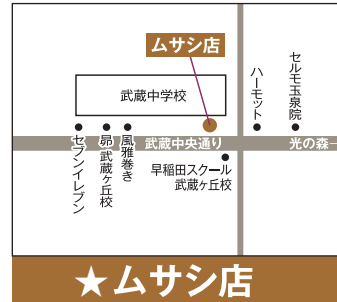 ムサシ店
武蔵中学校
ハーモット
セルモ玉泉院
セブンイレブン
昴 武蔵ヶ丘校
風雅巻き
武蔵中央通り
光の森
早稲田スクール
武蔵ヶ丘校
★ムサシ店